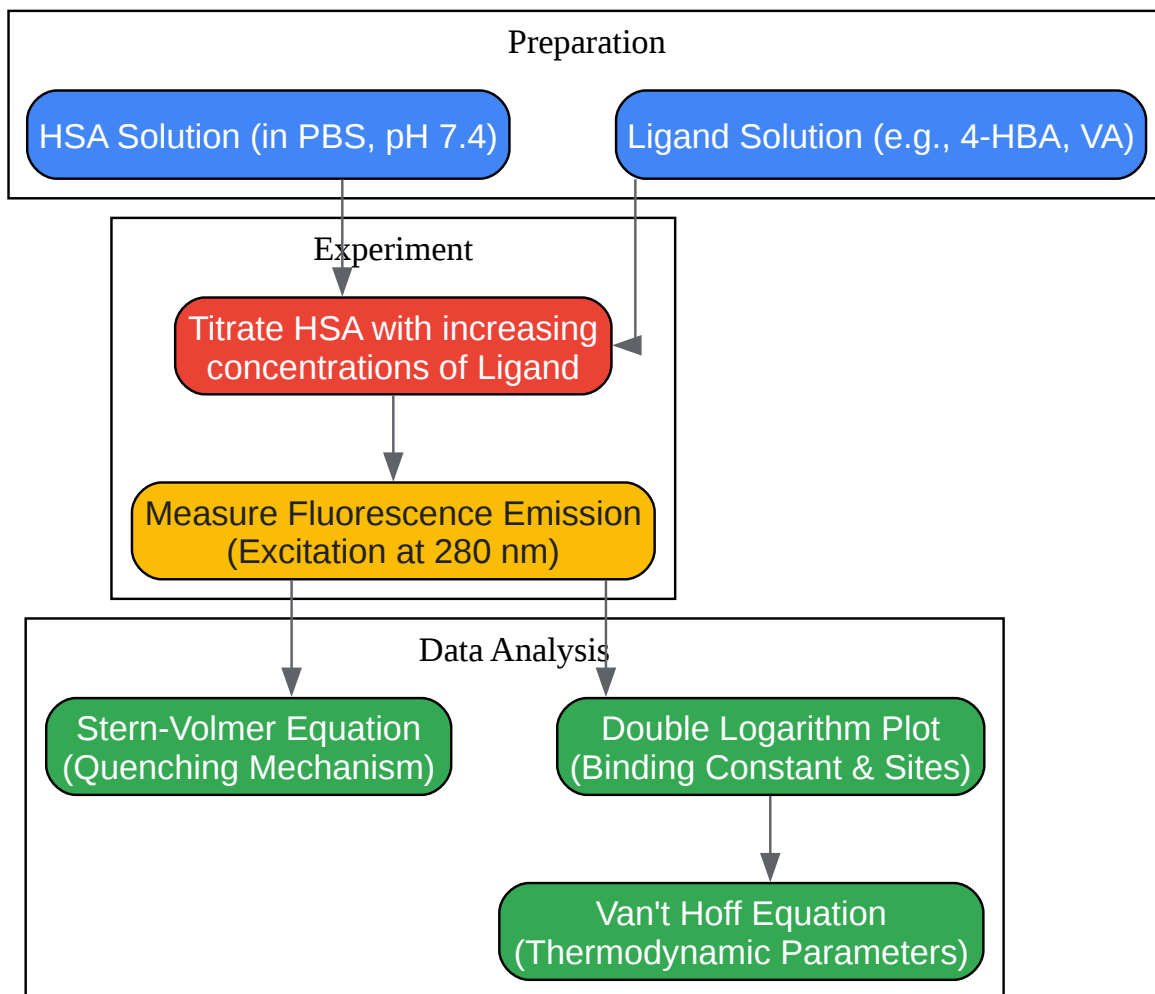 Preparation
HSA Solution (in PBS, pH 7.4)
Ligand Solution (e.g., 4-HBA, VA)
Experiment
Titrate HSA with increasing
concentrations of Ligand
Measure Fluorescence Emission
(Excitation at 280 nm)
Data Analysis
Stern-Volmer Equation
(Quenching Mechanism)
Double Logarithm Plot
(Binding Constant & Sites)
Van't Hoff Equation
(Thermodynamic Parameters)